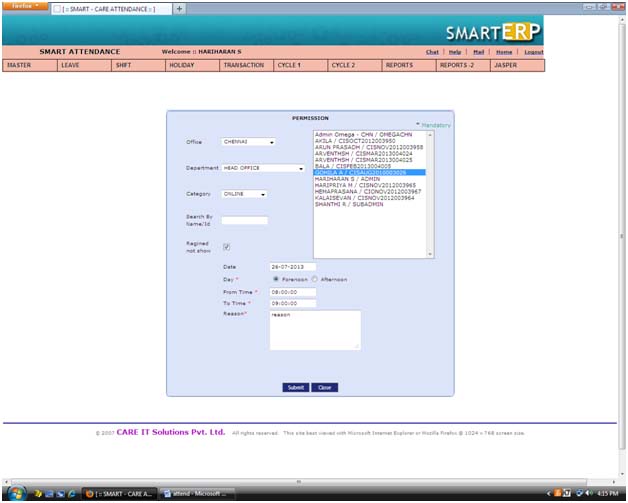 Firefox
[ :: SMART - CARE ATTENDANCE :: ]
SMARTERP
SMART ATTENDANCE
Welcome :: HARIHARAN S
Chat | Help | Mail | Home | Logout
MASTER LEAVE SHIFT HOLIDAY TRANSACTION CYCLE 1 CYCLE 2 REPORTS REPORTS -2 JASPER
PERMISSION
* Mandatory
Office CHENNAI
Department HEAD OFFICE
Category ONLINE
Search By
Name/Id
Regined
not show
Admin Omega - CHN / OMEGACHN
AKILA / CISOCT2012003950
ARUN PRASADH / CISNOV2012003958
ARVENTHSH / CISMAR2013004024
ARVENTHSH / CISMAR2013004025
BALA / CISFEB2013004005
GOHILA A / CISAUG2010003026
HARIHARAN S / ADMIN
HARIPRIYA M / CISNOV2012003965
HEMAPRASANA / CIONOV2012003967
KALAISEVAN / CISNOV2012003964
SHANTHI R / SUBADMIN
Date 26-07-2013
Day * Forenoon Afternoon
From Time * 08:00:00
To Time * 09:00:00
Reason* reason
Submit Close
© 2007 CARE IT Solutions Pvt. Ltd. All rights reserved. This site best viewed with Microsoft Internet Explorer or Mozilla Firefox @ 1024 × 768 screen size.
[ :: SMART - CARE A... attend - Microsoft ... 4:15 PM